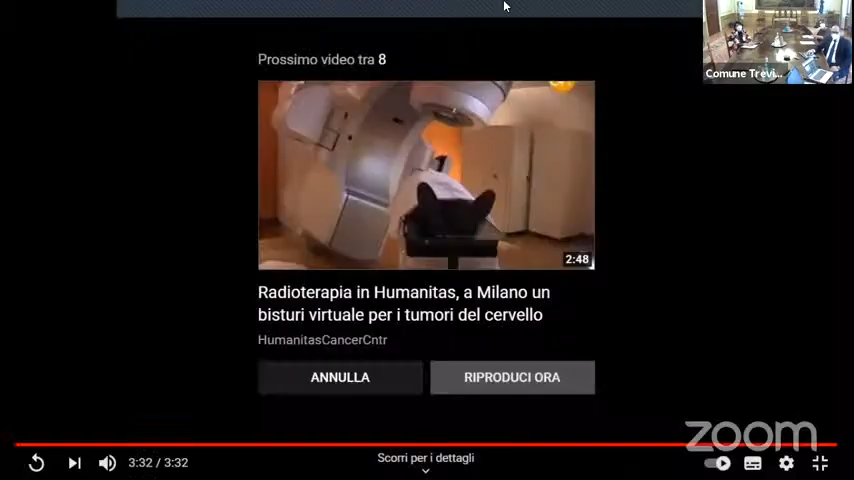 Comune Trevi...
Prossimo video tra 8
2:48
Radioterapia in Humanitas, a Milano un
bisturi virtuale per i tumori del cervello
HumanitasCancerCntr
ANNULLA
RIPRODUCI ORA
zoom
3:32 / 3:32
Scorri per i dettagli